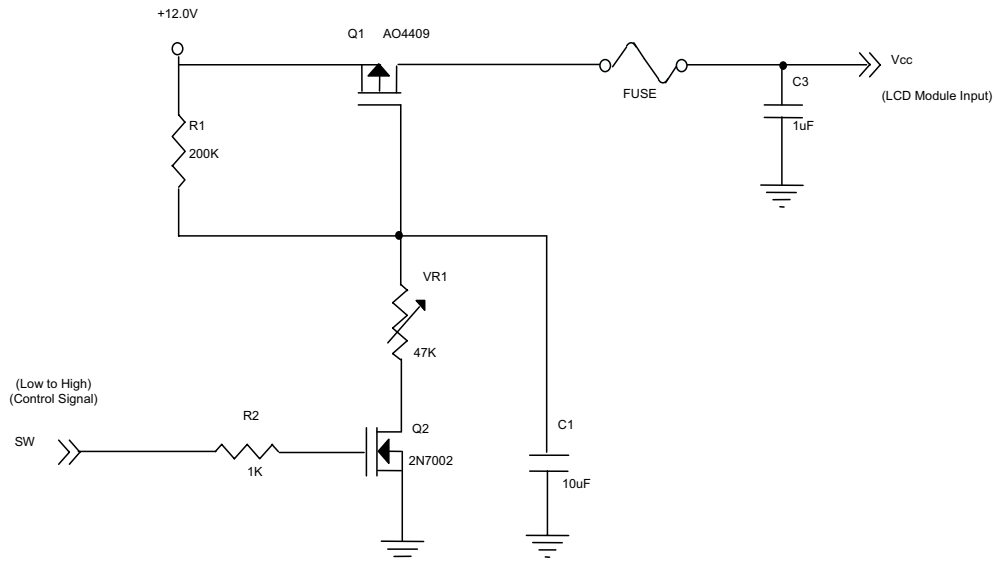 +12.0V
Q1 AO4409
Vcc
C3
(LCD Module Input)
FUSE
R1
1uF
200K
VR1
47K
(Low to High)
(Control Signal)
R2
C1
Q2
SW
2N7002
1K
10uF